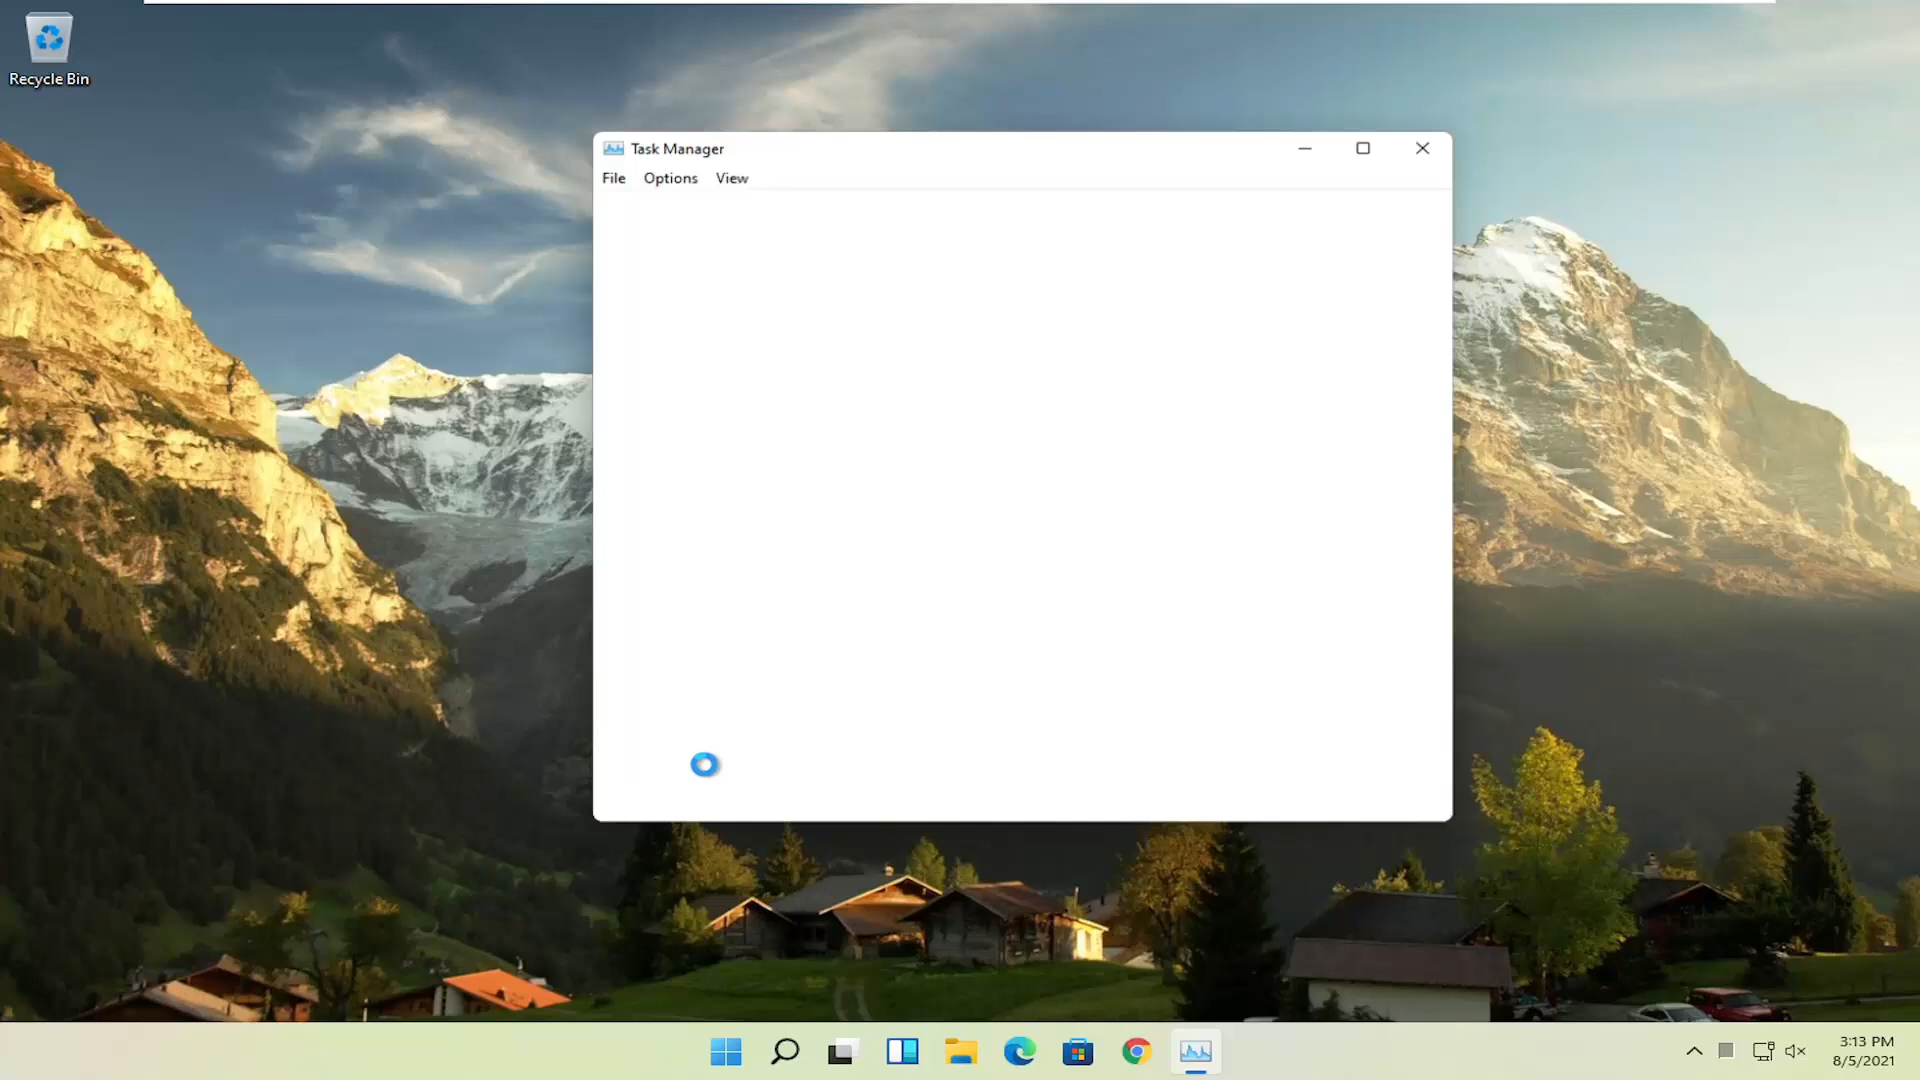 Recycle Bin
Task Manager
File Options View
3:13 PM
8/5/2021